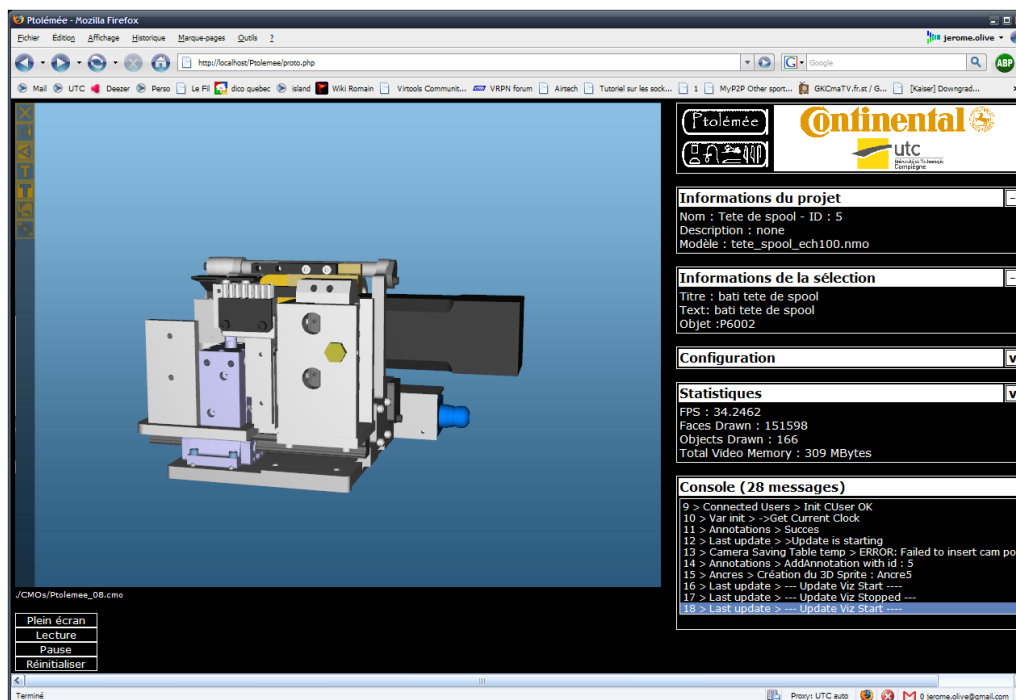 Ptolémée - Mozilla Firefox
Fichier Édition Affichage Historique Marque-pages Outils ?
jerome.olive
http://localhost/Ptolemee/proto.php
Google
ABP
Mail UTC Deezer Perso Le Fil dico quebec island Wiki Romain Virtools Communit... VRPN forum Airtech Tutoriel sur les sock... 1 MyP2P Other sport... GKCmaTV.fr.st / G... [Kaiser] Downgrad...
Ptolémée
Continental
utc
Université de Technologie
Compiègne
Informations du projet
Nom : Tete de spool - ID : 5
Description : none
Modèle : tete_spool_ech100.nmo
Informations de la sélection
Titre : bati tete de spool
Text: bati tete de spool
Objet :P6002
Configuration
Statistiques
FPS : 34.2462
Faces Drawn : 151598
Objects Drawn : 166
Total Video Memory : 309 MBytes
Console (28 messages)
9 > Connected Users > Init CUser OK
10 > Var init > ->Get Current Clock
11 > Annotations > Succes
12 > Last update > >Update is starting
13 > Camera Saving Table temp > ERROR: Failed to insert cam po
14 > Annotations > AddAnnotation with id : 5
15 > Ancres > Création du 3D Sprite : Ancre5
16 > Last update > --- Update Viz Start ----
17 > Last update > --- Update Viz Stopped ---
18 > Last update > --- Update Viz Start ----
./CMOs/Ptolemee_08.cmo
Plein écran
Lecture
Pause
Réinitialiser
Terminé
Proxy: UTC auto
0 jerome.olive@gmail.com